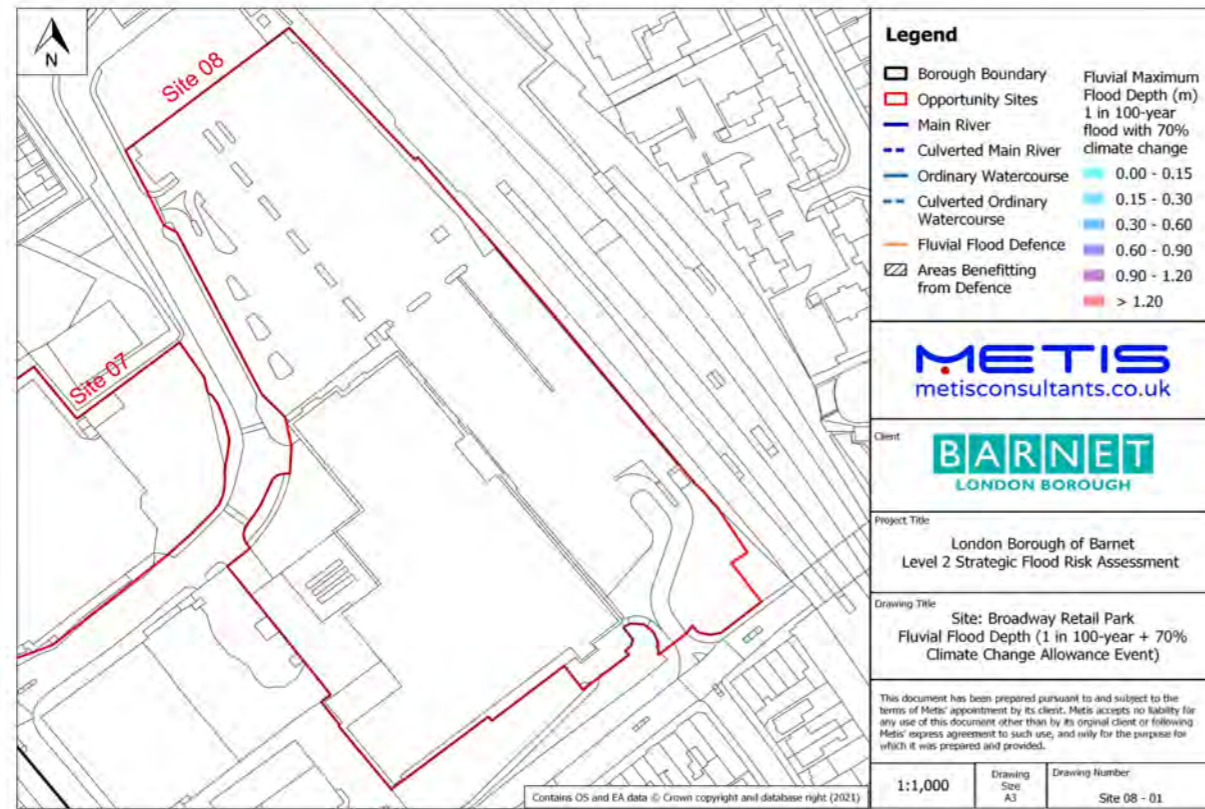 N
Site 08
Site 07
Contains OS and EA data © Crown copyright and database right (2021)
Legend
Borough Boundary
Opportunity Sites
Main River
Culverted Main River
Ordinary Watercourse
Culverted Ordinary
Watercourse
Fluvial Flood Defence
Areas Benefitting
from Defence
Fluvial Maximum
Flood Depth (m)
1 in 100-year
flood with 70%
climate change
0.00 - 0.15
0.15 - 0.30
0.30 - 0.60
0.60 - 0.90
0.90 - 1.20
> 1.20
METIS
metisconsultants.co.uk
Client
BARNET
LONDON BOROUGH
Project Title
London Borough of Barnet
Level 2 Strategic Flood Risk Assessment
Drawing Title
Site: Broadway Retail Park
Fluvial Flood Depth (1 in 100-year + 70%
Climate Change Allowance Event)
This document has been prepared pursuant to and subject to the
terms of Metis' appointment by its client. Metis accepts no liability for
any use of this document other than by its orginal client or following
Metis' express agreement to such use, and only for the purpose for
which it was prepared and provided.
1:1,000
Drawing
Size
A3
Drawing Number
Site 08 - 01